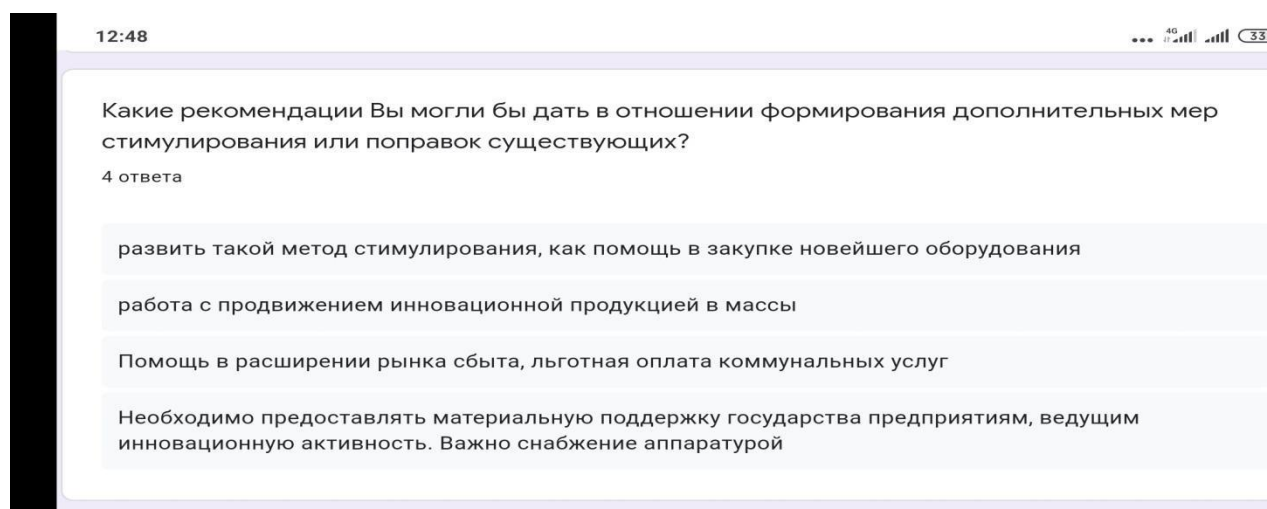 12:48
... 4G 33
Какие рекомендации Вы могли бы дать в отношении формирования дополнительных мер
стимулирования или поправок существующих?
4 ответа
развить такой метод стимулирования, как помощь в закупке новейшего оборудования
работа с продвижением инновационной продукцией в массы
Помощь в расширении рынка сбыта, льготная оплата коммунальных услуг
Необходимо предоставлять материальную поддержку государства предприятиям, ведущим
инновационную активность. Важно снабжение аппаратурой